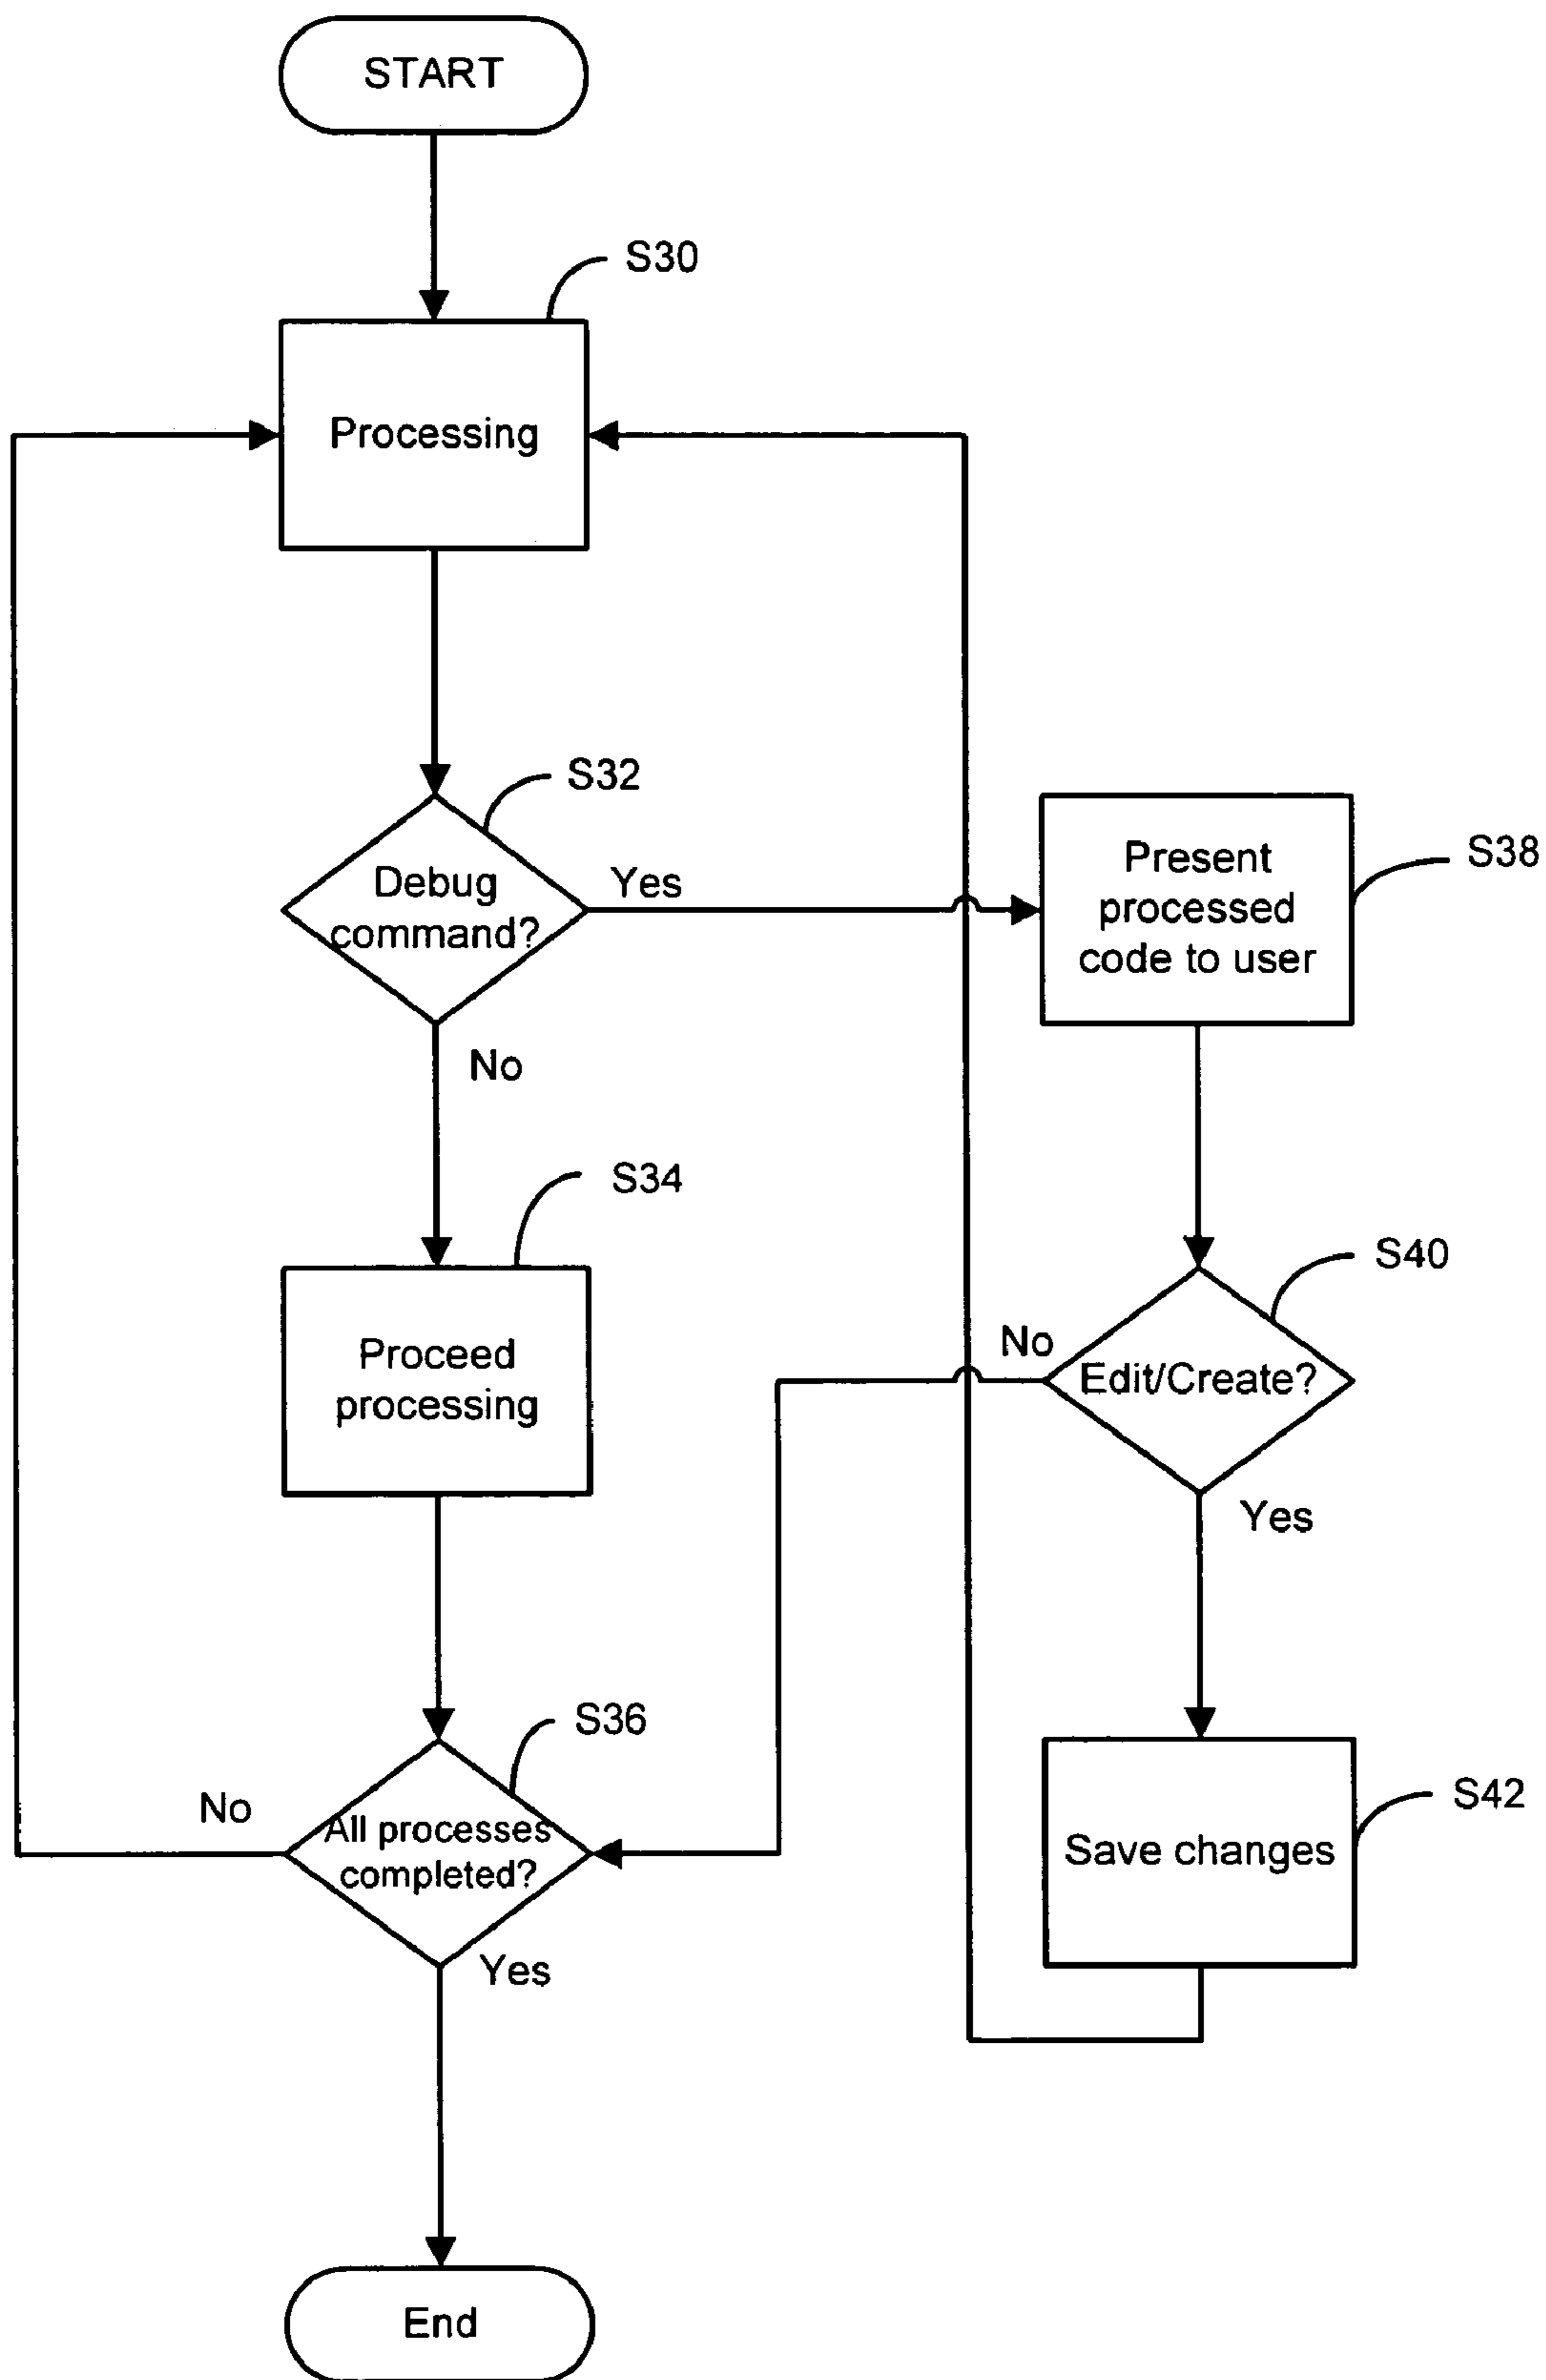 START
S30
Processing
S32
Debug
command?
Yes
No
S38
Present
processed
code to user
S34
Proceed
processing
S40
No
Edit/Create?
Yes
S36
No
All processes
completed?
Yes
S42
Save changes
End